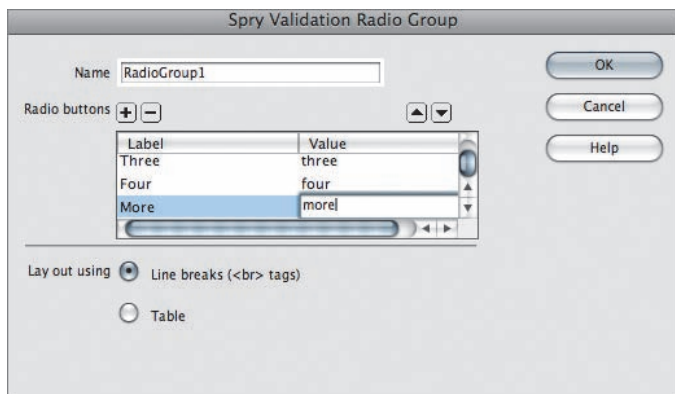 Spry Validation Radio Group
Name RadioGroup1
OK
Radio buttons
Cancel
Help
Label Value
Three three
Four four
More more
Lay out using Line breaks (<br> tags)
Table